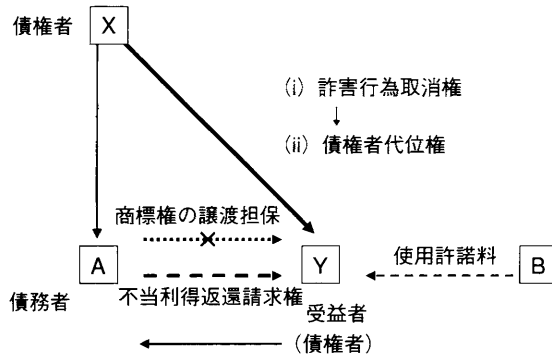 債権者
X
(i) 詐害行為取消権
↓
(ii) 債権者代位権
商標権の譲渡担保
×
A
Y
使用許諾料
B
債務者
不当利得返還請求権
受益者
(債権者)